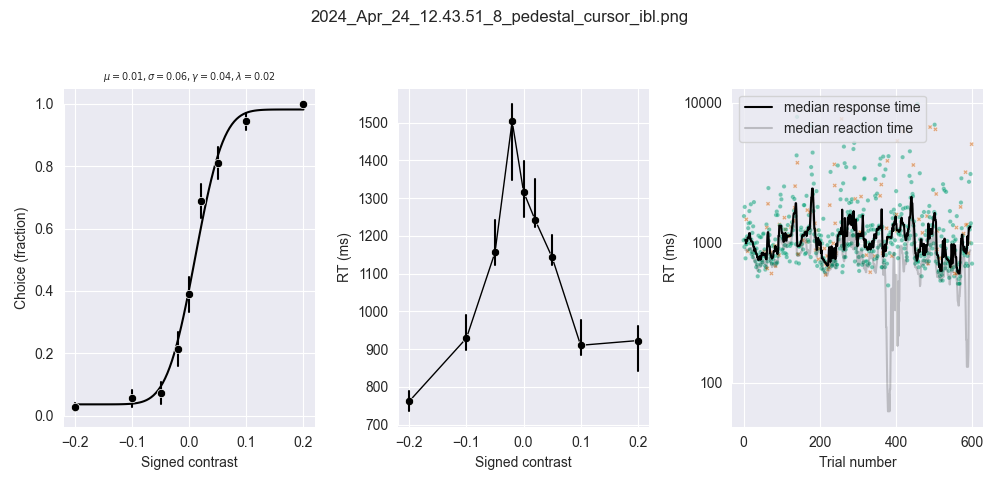 2024_Apr_24_12.43.51_8_pedestal_cursor_ibl.png
μ = 0.01, σ = 0.06, γ = 0.04, λ = 0.02
Choice (fraction)
1.0
0.8
0.6
0.4
0.2
0.0
−0.2 −0.1 0.0 0.1 0.2
Signed contrast
RT (ms)
1500
1400
1300
1200
1100
1000
900
800
700
−0.2 −0.1 0.0 0.1 0.2
Signed contrast
RT (ms)
10000
1000
100
median response time
median reaction time
0 200 400 600
Trial number